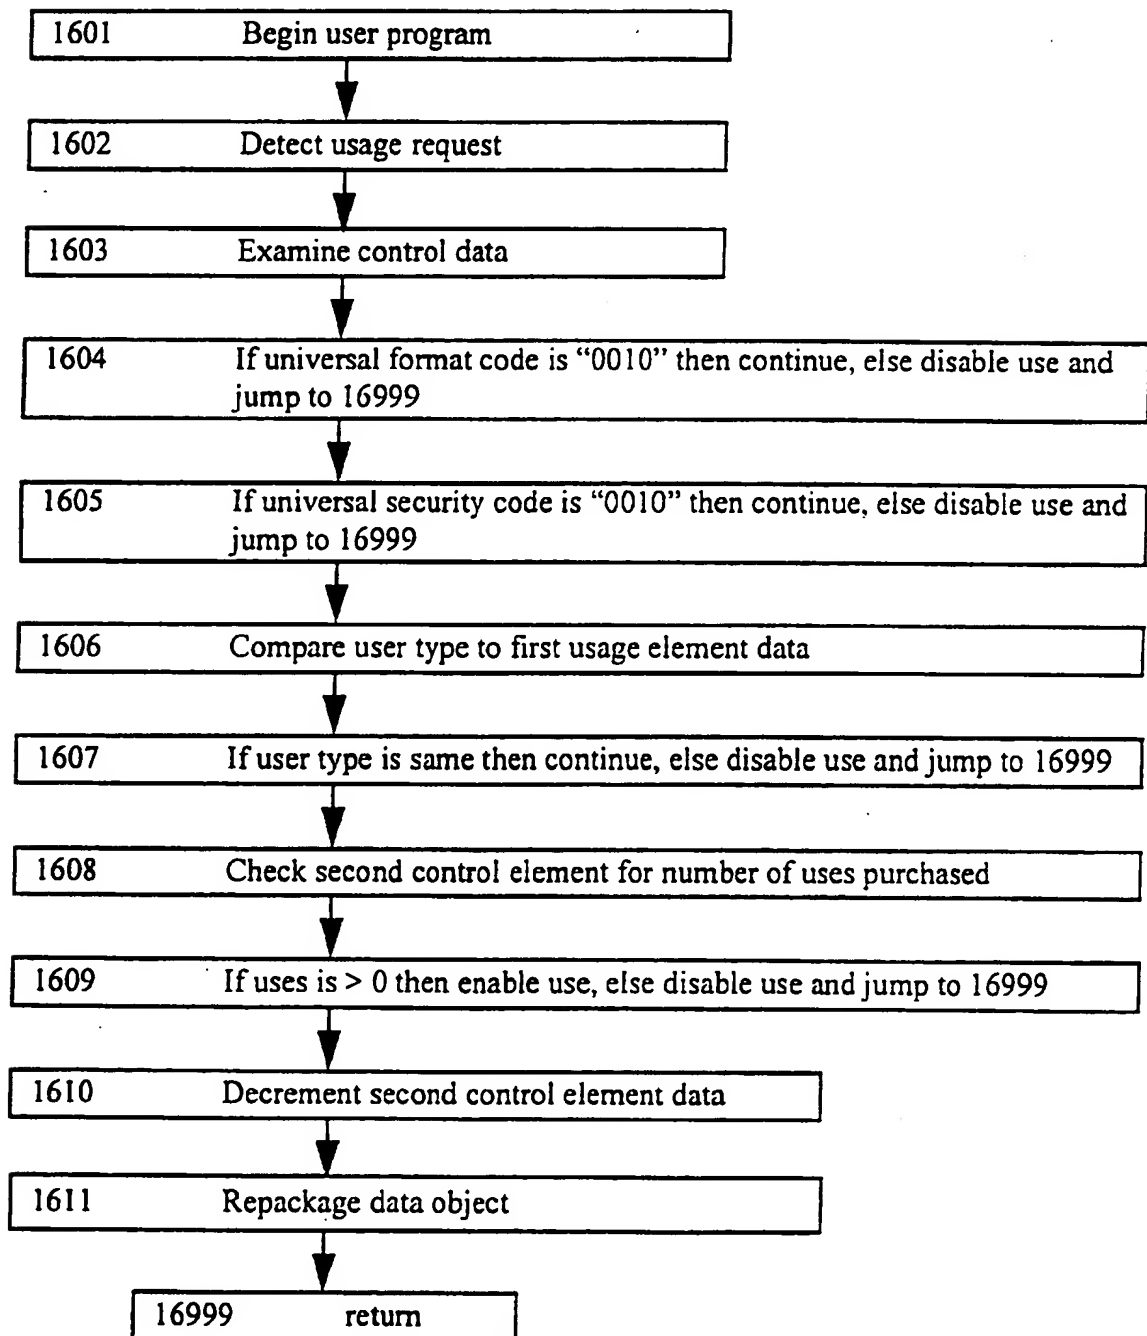 1601 Begin user program
1602 Detect usage request
1603 Examine control data
1604 If universal format code is “0010” then continue, else disable use and
jump to 16999
1605 If universal security code is “0010” then continue, else disable use and
jump to 16999
1606 Compare user type to first usage element data
1607 If user type is same then continue, else disable use and jump to 16999
1608 Check second control element for number of uses purchased
1609 If uses is > 0 then enable use, else disable use and jump to 16999
1610 Decrement second control element data
1611 Repackage data object
16999 return